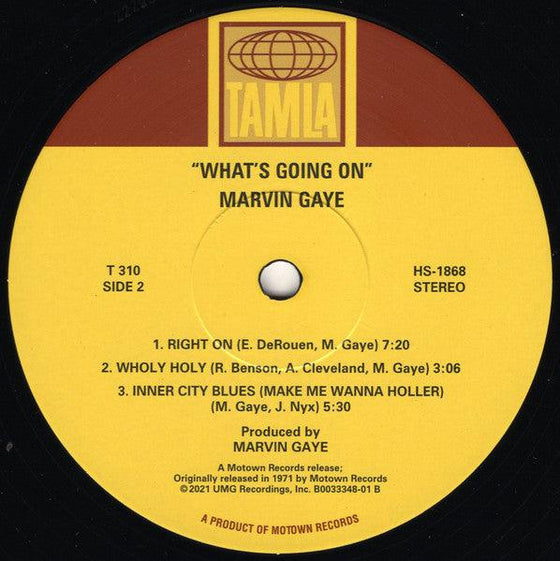 TAMLA
"WHAT'S GOING ON"
MARVIN GAYE
T 310
SIDE 2
HS-1868
STEREO
1. RIGHT ON (E. DeRouen, M. Gaye) 7:20
2. WHOLY HOLY (R. Benson, A. Cleveland, M. Gaye) 3:06
3. INNER CITY BLUES (MAKE ME WANNA HOLLER)
(M. Gaye, J. Nyx) 5:30
Produced by
MARVIN GAYE
A Motown Records release;
Originally released in 1971 by Motown Records
©2021 UMG Recordings, Inc. B0033348-01 B
A PRODUCT OF MOTOWN RECORDS